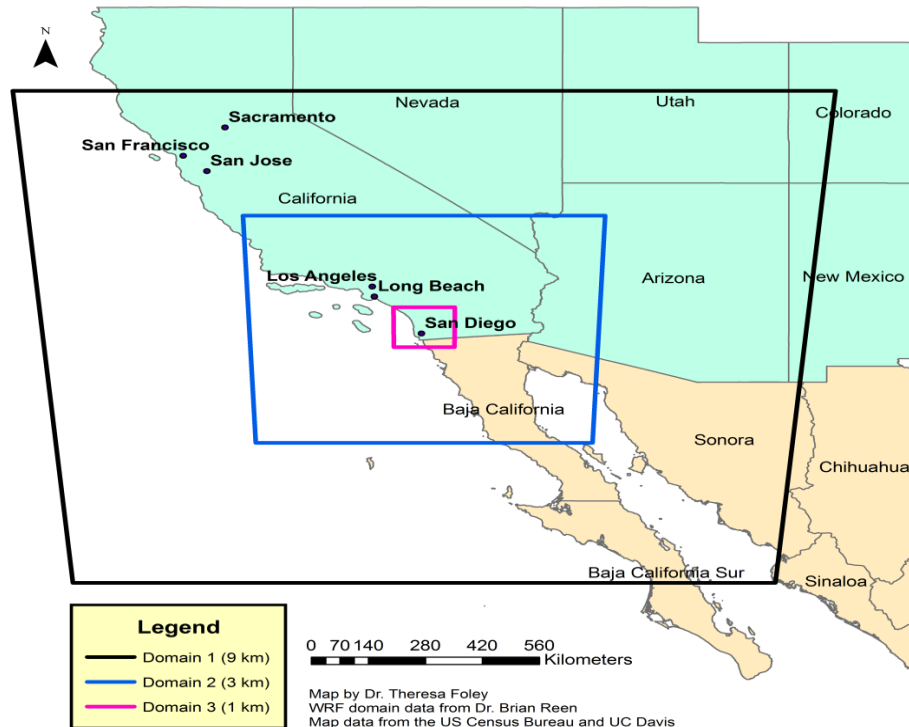 N
Nevada
Utah
Colorado
Sacramento
San Francisco
San Jose
California
Los Angeles
Long Beach
Arizona
New Mexico
San Diego
Baja California
Sonora
Chihuahua
Baja California Sur
Sinaloa
Legend
Domain 1 (9 km)
Domain 2 (3 km)
Domain 3 (1 km)
0 70 140 280 420 560
Kilometers
Map by Dr. Theresa Foley
WRF domain data from Dr. Brian Reen
Map data from the US Census Bureau and UC Davis